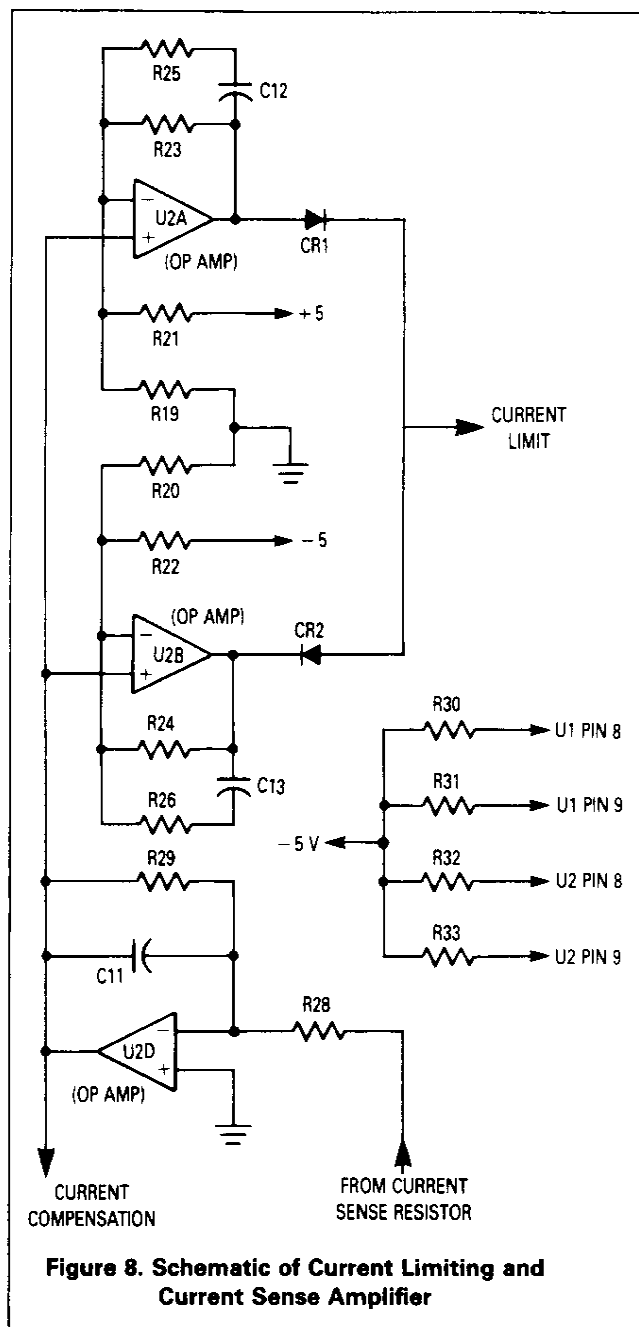 R25
C12
R23
−
U2A
+
(OP AMP)
CR1
+ 5
R21
R19
CURRENT
LIMIT
R20
− 5
R22
(OP AMP)
CR2
−
U2B
+
R30
U1 PIN 8
R24
R31
U1 PIN 9
C13
R26
− 5 V
R32
U2 PIN 8
R29
R33
U2 PIN 9
C11
R28
−
U2D
+
(OP AMP)
CURRENT
COMPENSATION
FROM CURRENT
SENSE RESISTOR
Figure 8. Schematic of Current Limiting and
Current Sense Amplifier